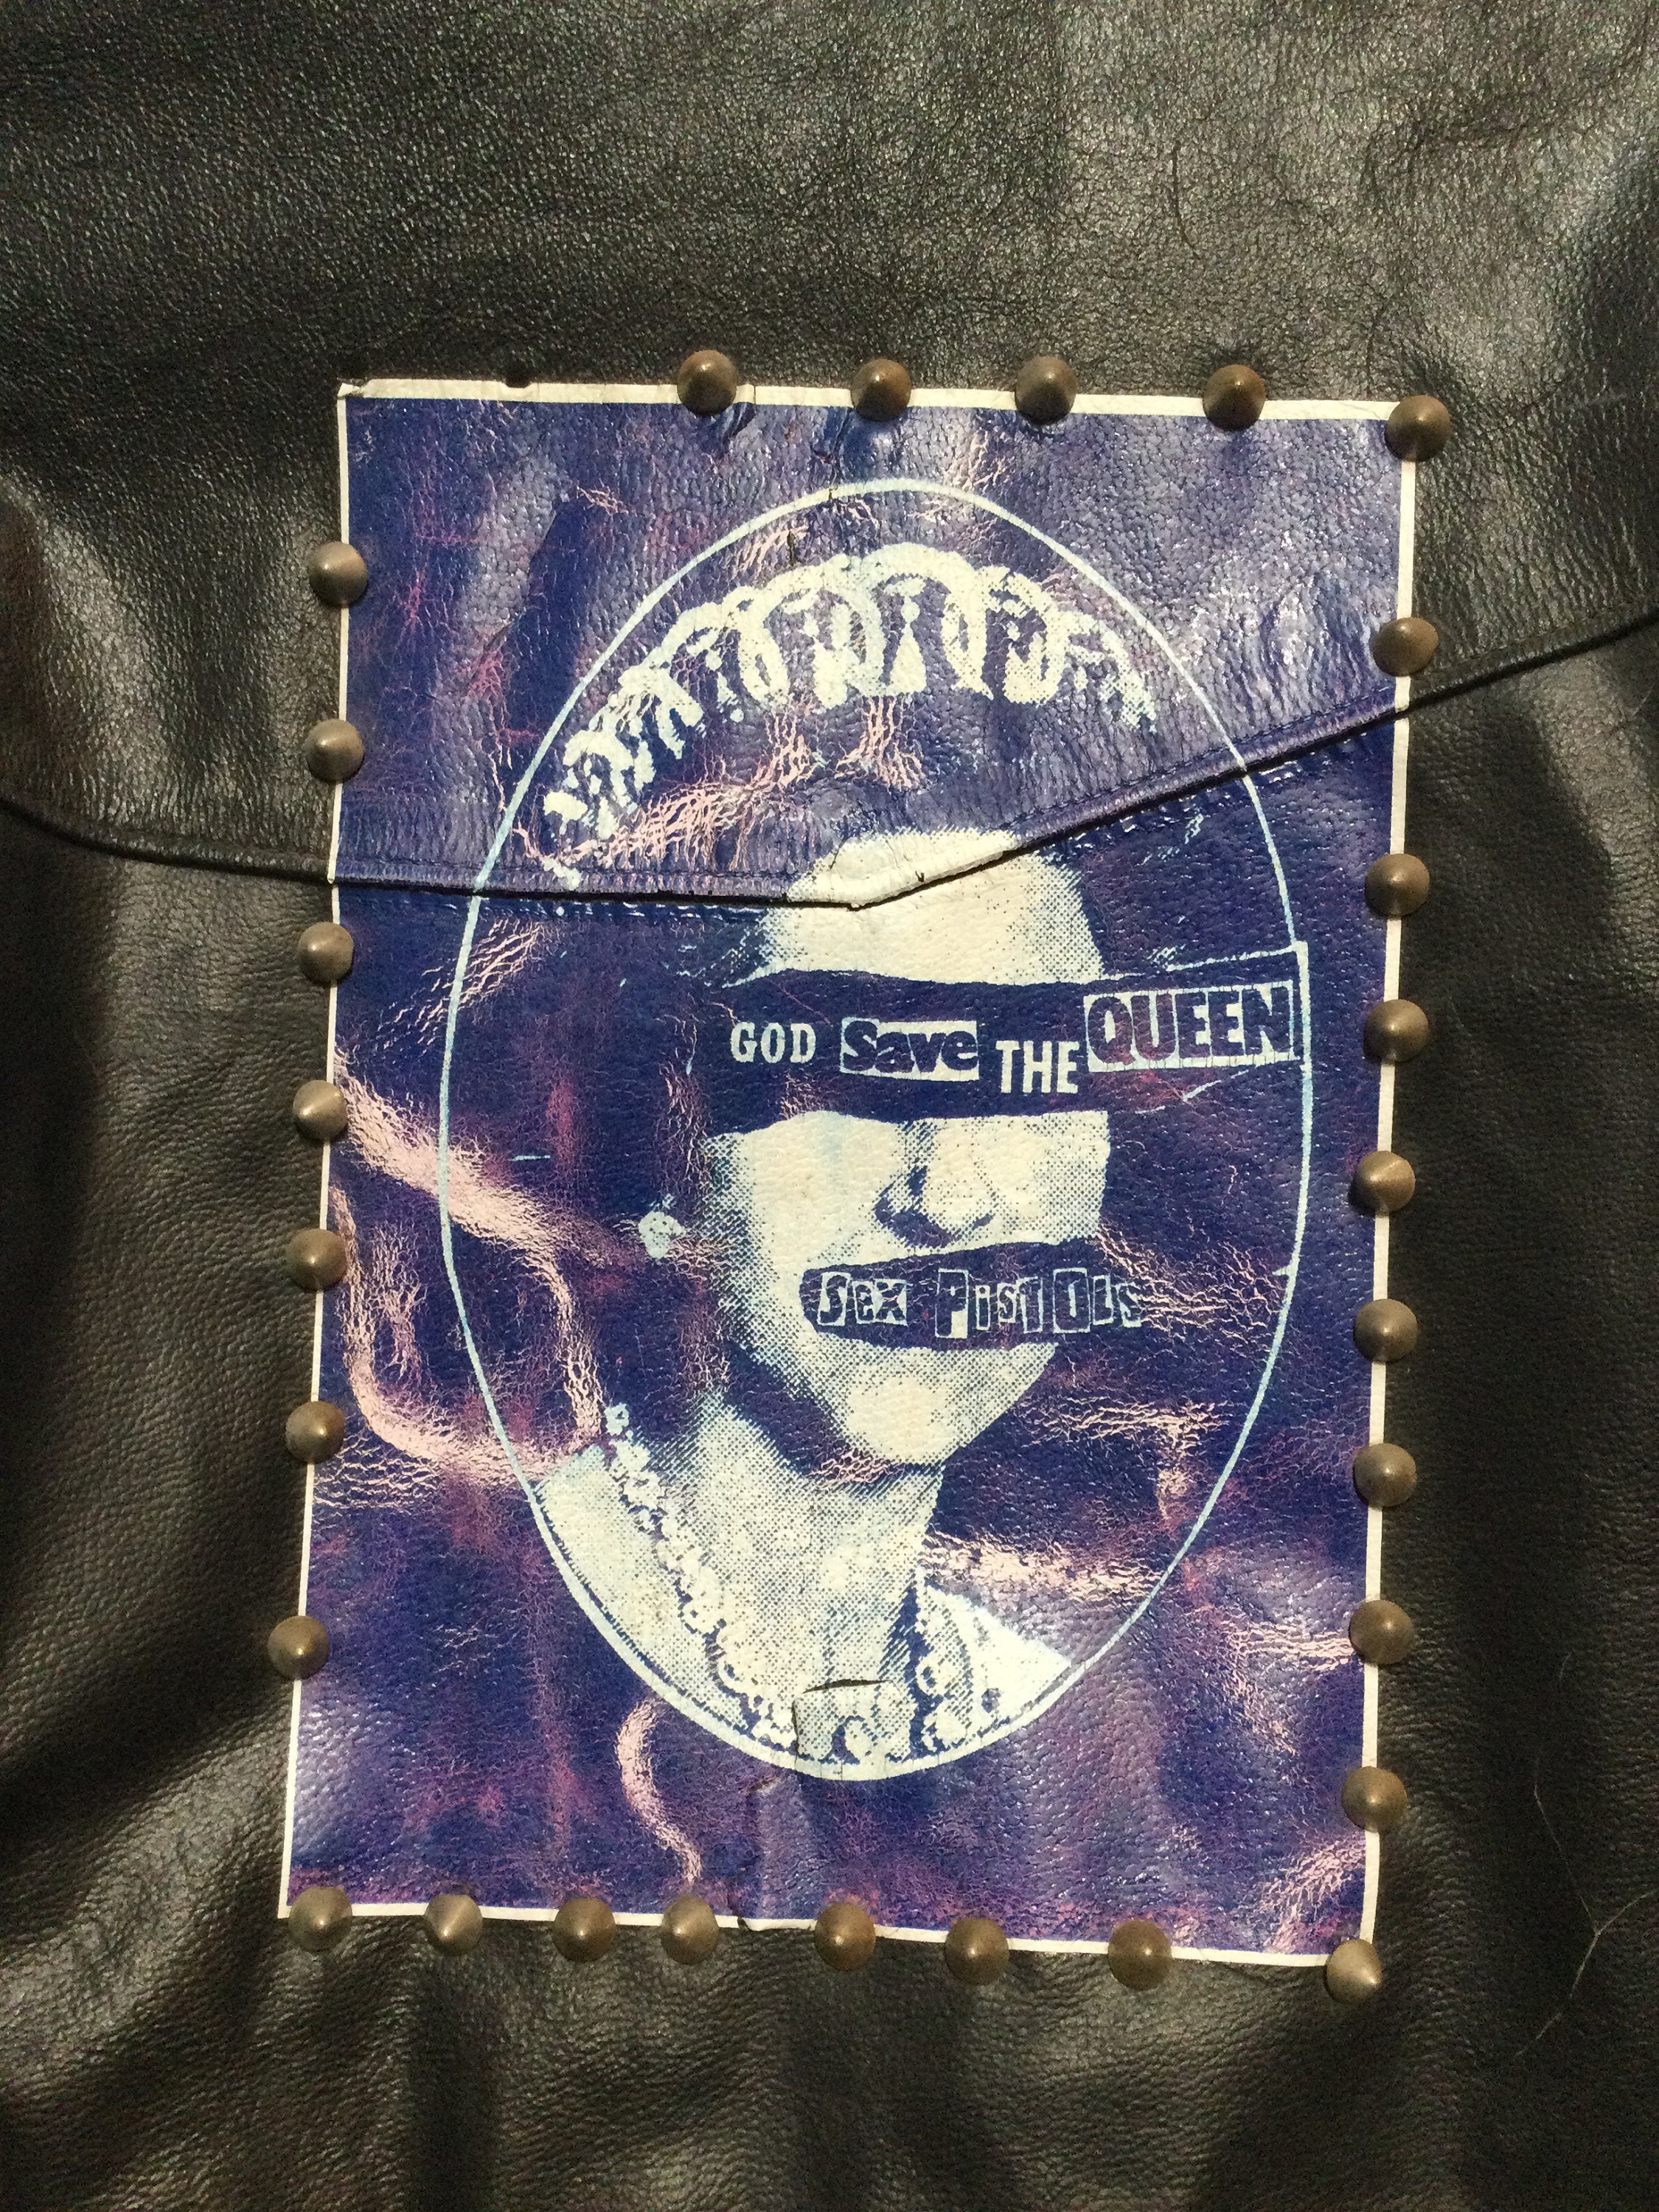 GOD Save THE QUEEN
SEX PiSTOLS